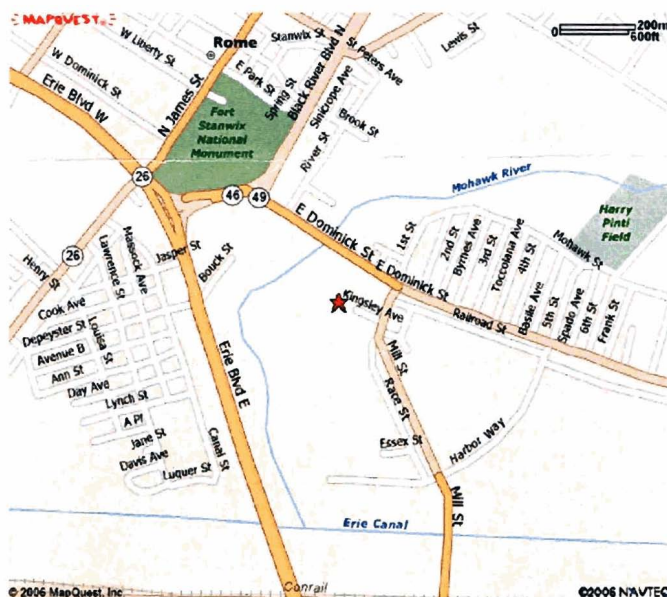 MAPQUEST
200m
0
600ft
Rome
Stanwix St
St Peters Ave
Lewis St
W Liberty St
E Park St
Spring St
Black River Blvd N
W Dominick St
Erie Blvd W
N James St
Fort
Stanwix
National
Monument
Sinicrope Ave
Brook St
River St
Mohawk River
Harry
Pinti
Field
26
46
49
E Dominick St
E Dominick St
1st St
2nd St
Byrnes Ave
3rd St
Toccolana Ave
4th St
Mohawk St
Basile Ave
5th St
Spado Ave
6th St
Frank St
Railroad St
26
Henry St
Jasper St
Bouck St
Massock Ave
Lawrence St
Cook Ave
Depeyster St
Louisa St
Avenue B
Ann St
Day Ave
Lynch St
A Pl
Jane St
Davis Ave
Luquer St
Canal St
Erie Blvd E
Kingsley Ave
Mill St
Race St
Essex St
Harbor Way
Mill St
Erie Canal
Conrail
© 2006 MapQuest, Inc.
©2006 NAVTEQ